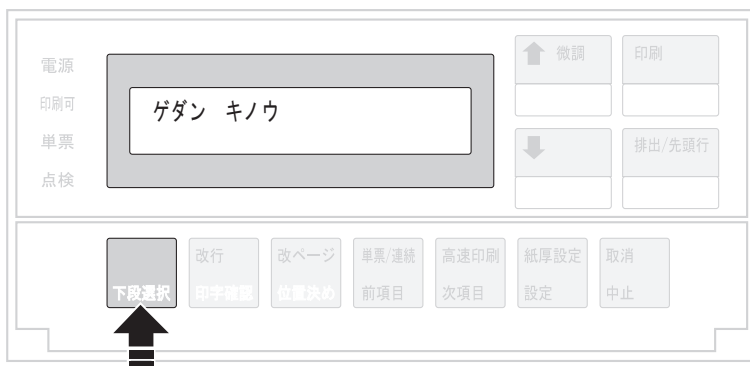 電源
印刷可
単票
点検
ゲダン キノウ
微調
印刷
排出/先頭行
下段選択
改行
印字確認
改ページ
位置決め
単票/連続
前項目
高速印刷
次項目
紙厚設定
設定
取消
中止